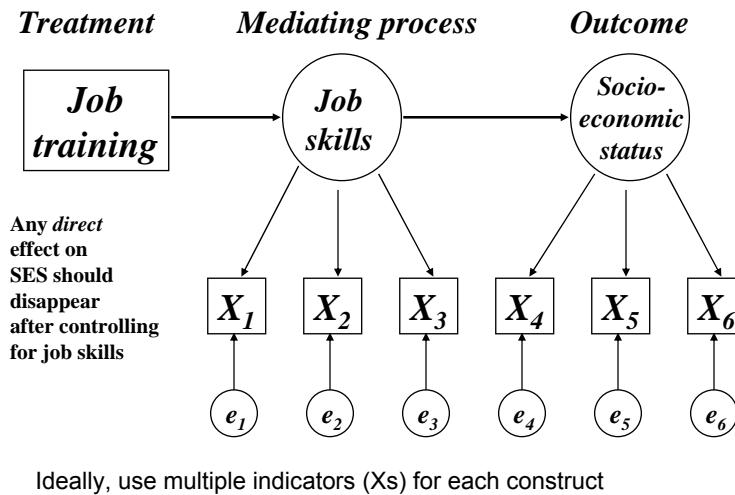 Treatment
Mediating process
Outcome
Job
training
Job
skills
Socio-
economic
status
Any direct
effect on
SES should
disappear
after controlling
for job skills
X1
X2
X3
X4
X5
X6
e1
e2
e3
e4
e5
e6
Ideally, use multiple indicators (Xs) for each construct